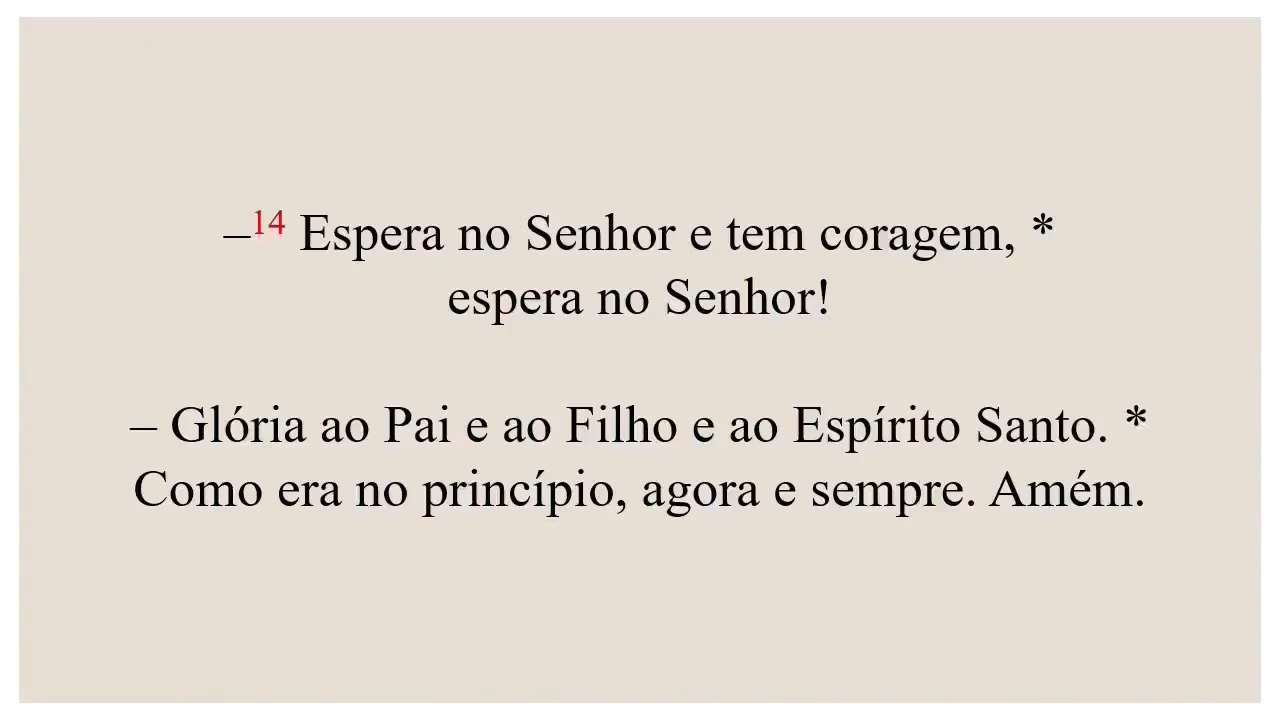 –14 Espera no Senhor e tem coragem, *
espera no Senhor!
– Glória ao Pai e ao Filho e ao Espírito Santo. *
Como era no princípio, agora e sempre. Amém.